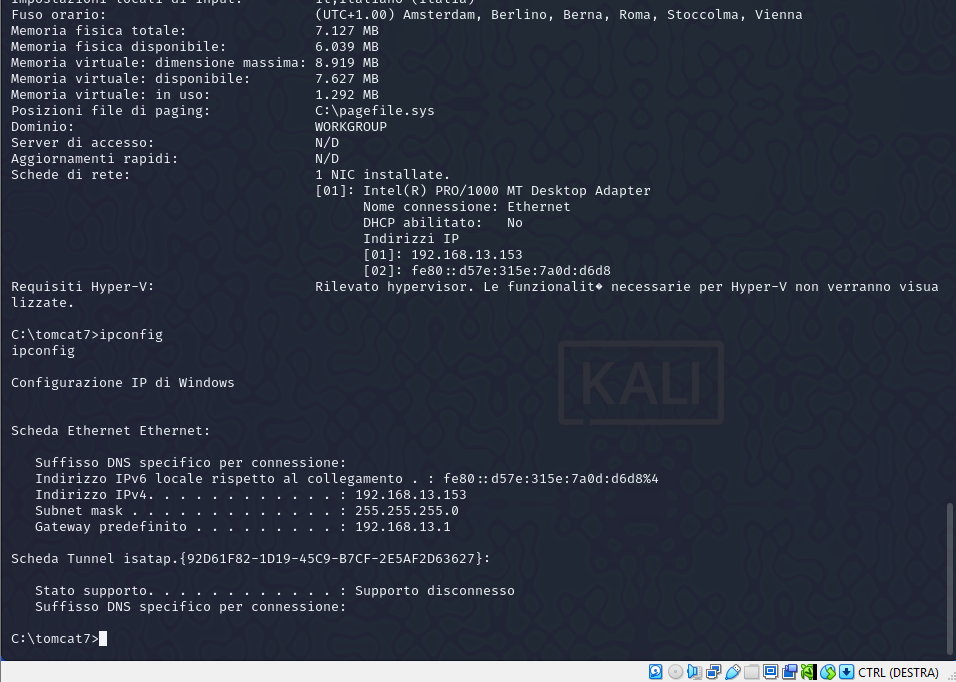 Impostazioni locali di input: it;Italiano (Italia)
Fuso orario: (UTC+1.00) Amsterdam, Berlino, Berna, Roma, Stoccolma, Vienna
Memoria fisica totale: 7.127 MB
Memoria fisica disponibile: 6.039 MB
Memoria virtuale: dimensione massima: 8.919 MB
Memoria virtuale: disponibile: 7.627 MB
Memoria virtuale: in uso: 1.292 MB
Posizioni file di paging: C:\pagefile.sys
Dominio: WORKGROUP
Server di accesso: N/D
Aggiornamenti rapidi: N/D
Schede di rete: 1 NIC installate.
[01]: Intel(R) PRO/1000 MT Desktop Adapter
Nome connessione: Ethernet
DHCP abilitato: No
Indirizzi IP
[01]: 192.168.13.153
[02]: fe80::d57e:315e:7a0d:d6d8
Requisiti Hyper-V: Rilevato hypervisor. Le funzionalit� necessarie per Hyper-V non verranno visua
lizzate.
C:\tomcat7>ipconfig
ipconfig
Configurazione IP di Windows
Scheda Ethernet Ethernet:
Suffisso DNS specifico per connessione:
Indirizzo IPv6 locale rispetto al collegamento . : fe80::d57e:315e:7a0d:d6d8%4
Indirizzo IPv4. . . . . . . . . . . . : 192.168.13.153
Subnet mask . . . . . . . . . . . . . : 255.255.255.0
Gateway predefinito . . . . . . . . . : 192.168.13.1
Scheda Tunnel isatap.{92D61F82-1D19-45C9-B7CF-2E5AF2D63627}:
Stato supporto. . . . . . . . . . . . : Supporto disconnesso
Suffisso DNS specifico per connessione:
C:\tomcat7>
KALI
CTRL (DESTRA)